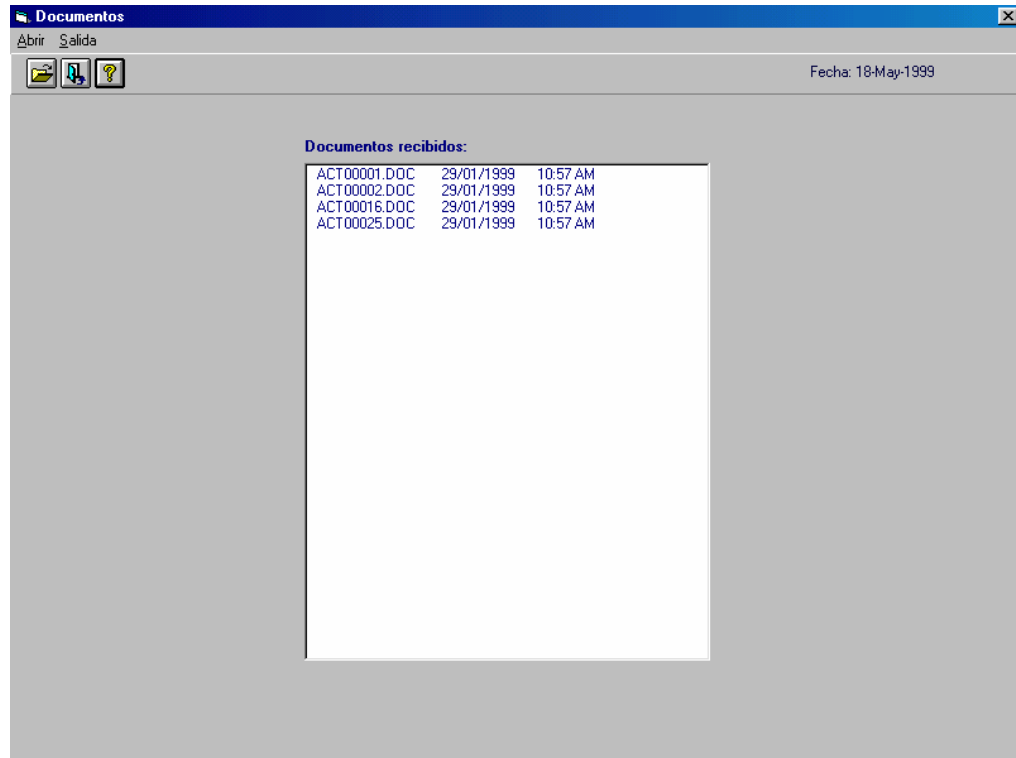 Documentos
Abrir Salida
Fecha: 18-May-1999
Documentos recibidos:
ACT00001.DOC 29/01/1999 10:57 AM
ACT00002.DOC 29/01/1999 10:57 AM
ACT00016.DOC 29/01/1999 10:57 AM
ACT00025.DOC 29/01/1999 10:57 AM